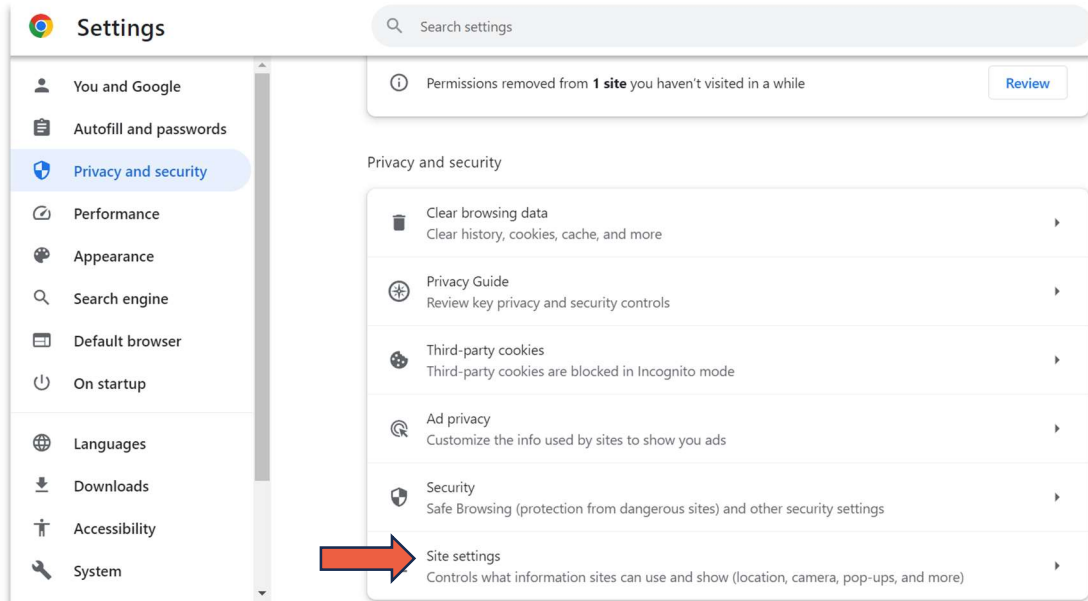 Settings
Search settings
You and Google
Autofill and passwords
Privacy and security
Performance
Appearance
Search engine
Default browser
On startup
Languages
Downloads
Accessibility
System
Permissions removed from 1 site you haven't visited in a while
Review
Privacy and security
Clear browsing data
Clear history, cookies, cache, and more
Privacy Guide
Review key privacy and security controls
Third-party cookies
Third-party cookies are blocked in Incognito mode
Ad privacy
Customize the info used by sites to show you ads
Security
Safe Browsing (protection from dangerous sites) and other security settings
Site settings
Controls what information sites can use and show (location, camera, pop-ups, and more)